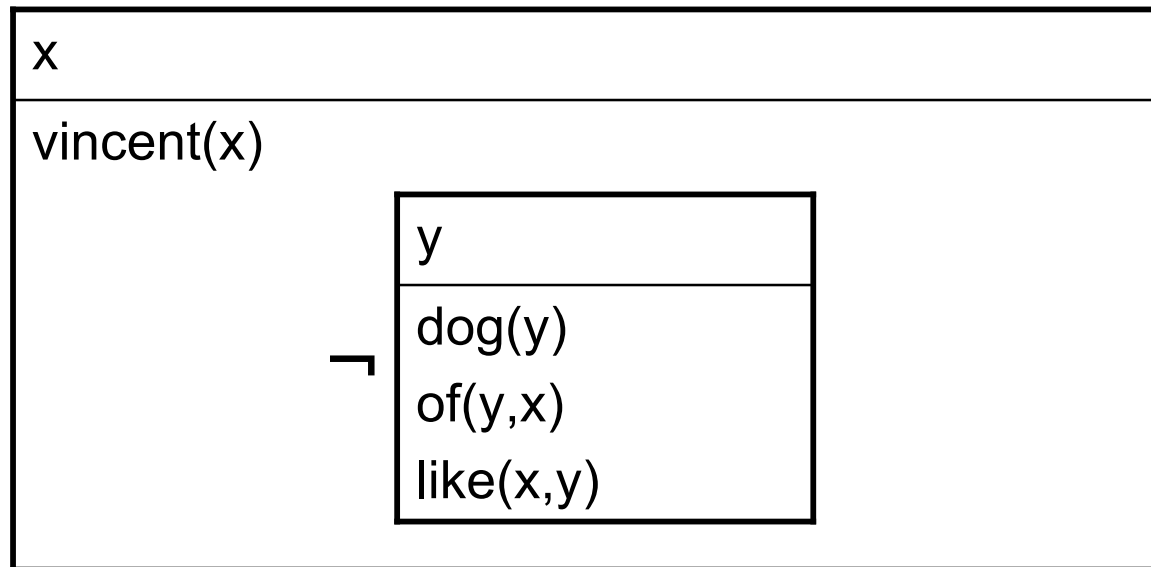 x
vincent(x)
y
dog(y)
¬
of(y,x)
like(x,y)